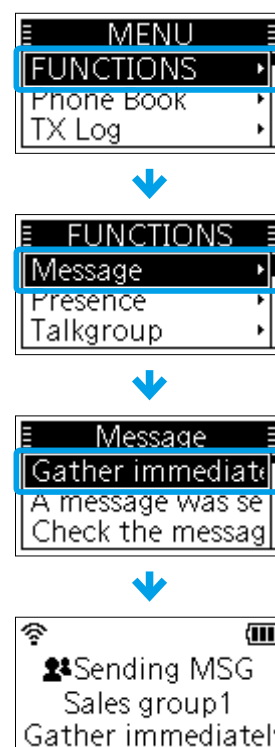 MENU
FUNCTIONS
Phone Book
TX Log
FUNCTIONS
Message
Presence
Talkgroup
Message
Gather immediate
A message was se
Check the messag
Sending MSG
Sales group1
Gather immediatel